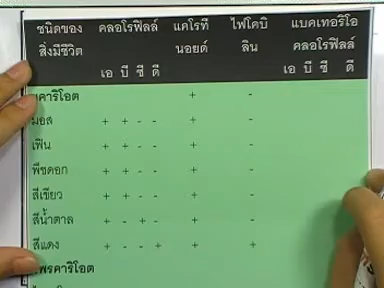 ชนิดของ คลอโรฟิลล์ แคโรที ไฟโคบิ แบคเทอริโอ
สิ่งมีชีวิต นอยด์ ลิน คลอโรฟิลล์
เอ บี ซี ดี เอ บี ซี ดี
คาริโอต + -
มอส + + - - + -
เฟิน + + - - + -
พืชดอก + + - - + -
สีเขียว + + - - + -
สีน้ำตาล + - + - + -
สีแดง + - - + + +
โพรคาริโอต